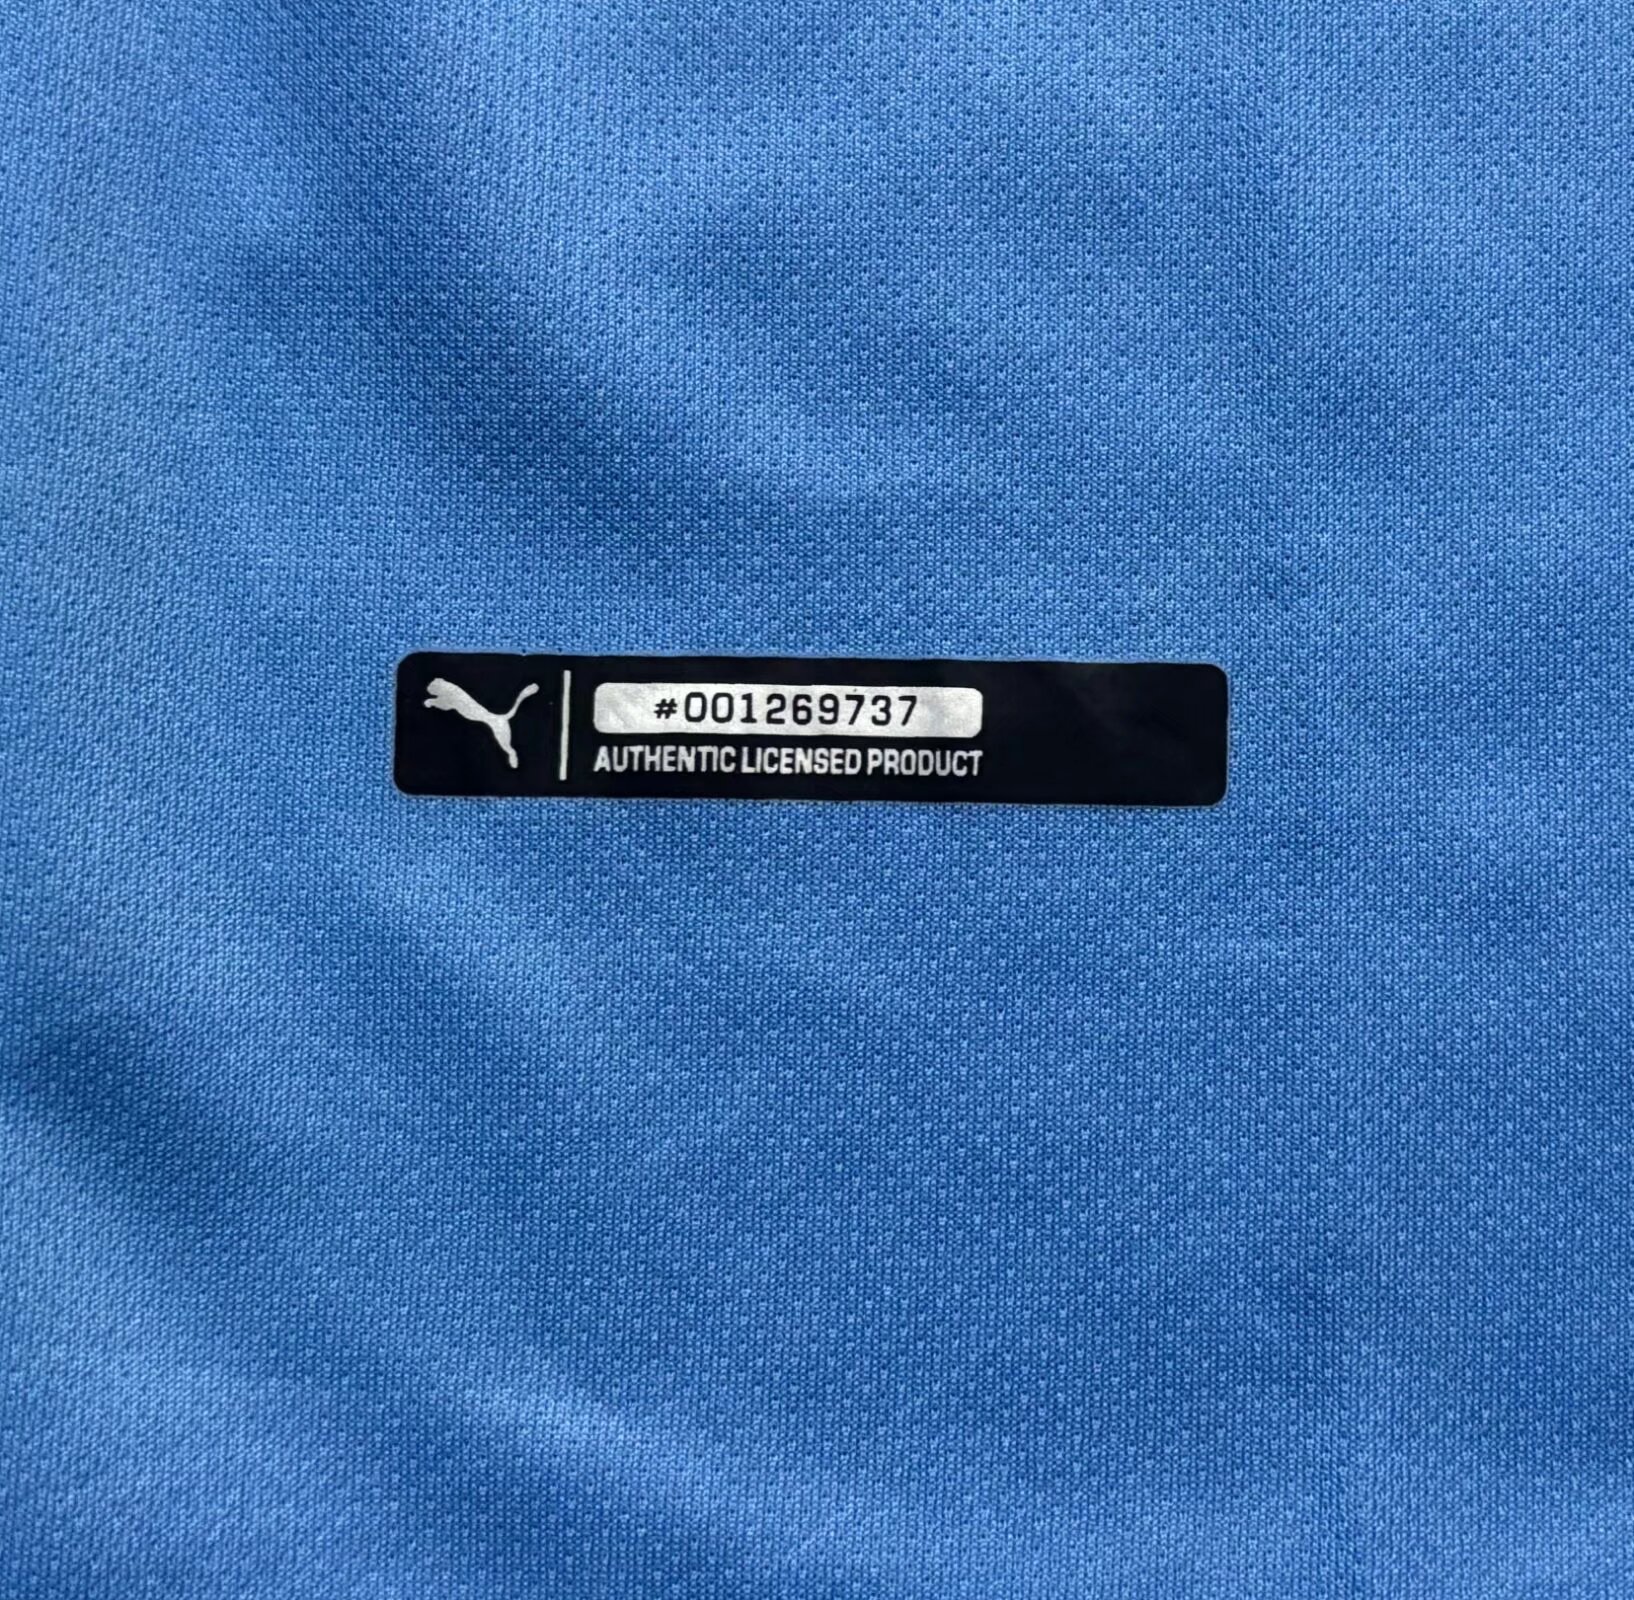 #001269737
AUTHENTIC LICENSED PRODUCT